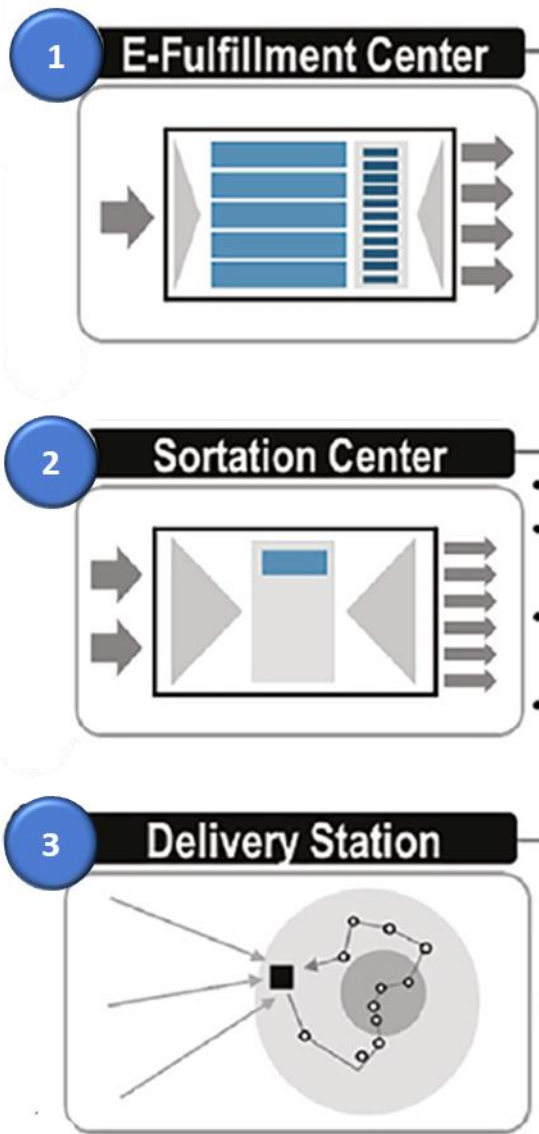 1
E-Fulfillment Center
2
Sortation Center
3
Delivery Station